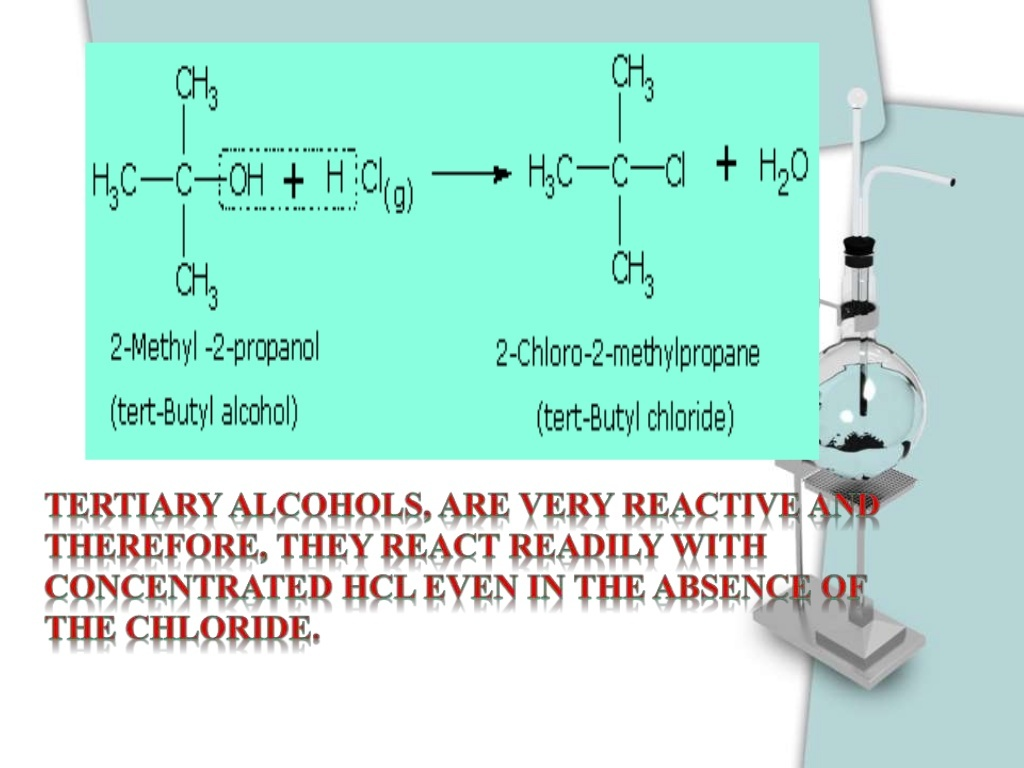 CH3 CH3
H3C—C—OH + H Cl(g) → H3C—C—Cl + H2O
CH3 CH3
2-Methyl -2-propanol 2-Chloro-2-methylpropane
(tert-Butyl alcohol) (tert-Butyl chloride)
TERTIARY ALCOHOLS, ARE VERY REACTIVE AND
THEREFORE, THEY REACT READILY WITH
CONCENTRATED HCL EVEN IN THE ABSENCE OF
THE CHLORIDE.